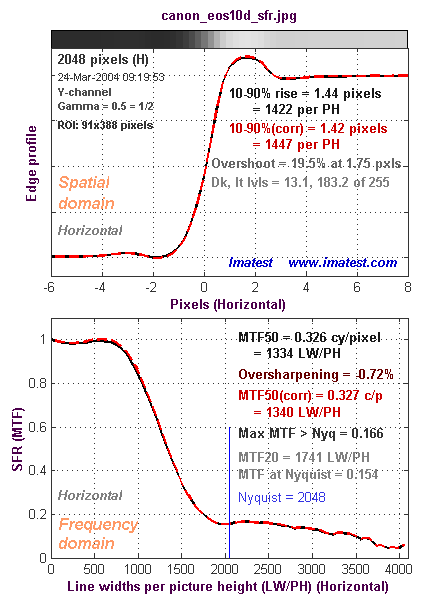 canon_eos10d_sfr.jpg
2048 pixels (H)
24-Mar-2004 09:19:53
Y-channel
Gamma = 0.5 = 1/2
ROI: 91x388 pixels
10-90% rise = 1.44 pixels
= 1422 per PH
10-90%(corr) = 1.42 pixels
= 1447 per PH
Overshoot = 19.5% at 1.75 pxls
Dk, lt lvls = 13.1, 183.2 of 255
Edge profile
Spatial
domain
Horizontal
Imatest www.imatest.com
-6 -4 -2 0 2 4 6 8
Pixels (Horizontal)
MTF50 = 0.326 cy/pixel
= 1334 LW/PH
Oversharpening = -0.72%
MTF50(corr) = 0.327 c/p
= 1340 LW/PH
Max MTF > Nyq = 0.166
MTF20 = 1741 LW/PH
MTF at Nyquist = 0.154
Nyquist = 2048
SFR (MTF)
1
0.8
0.6
0.4
0.2
0
Horizontal
Frequency
domain
0 500 1000 1500 2000 2500 3000 3500 4000
Line widths per picture height (LW/PH) (Horizontal)